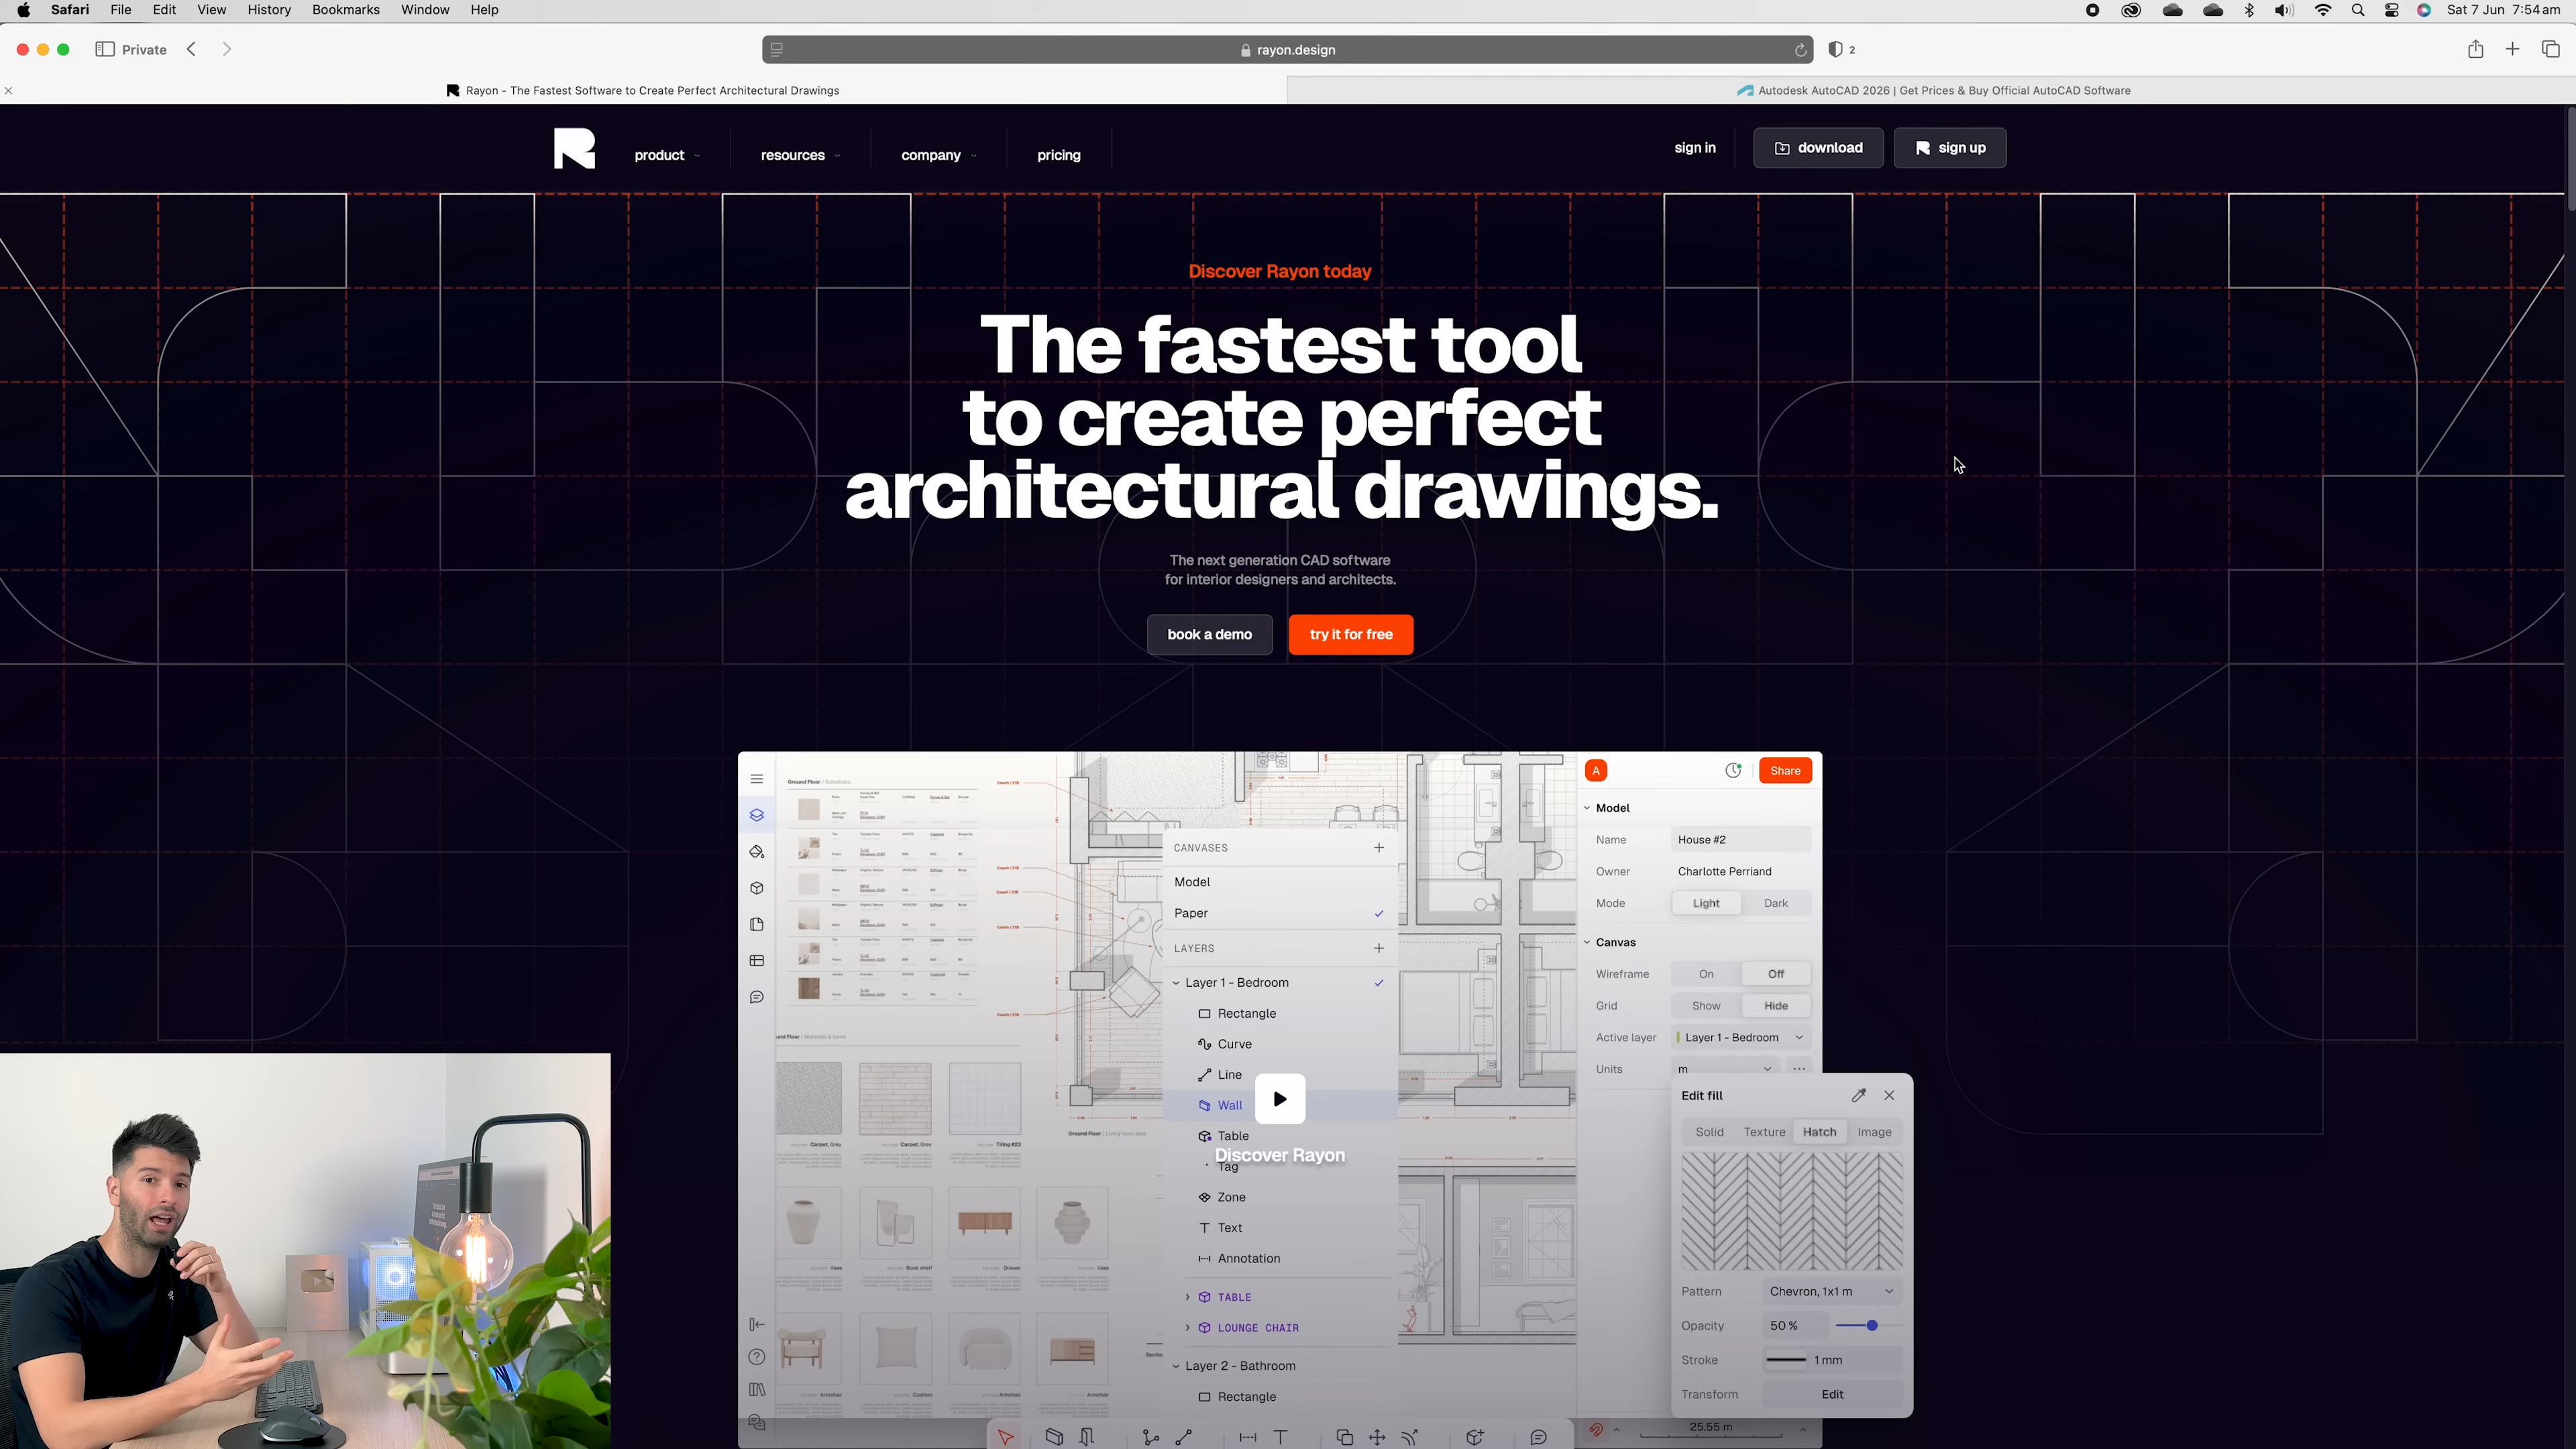 Safari File Edit View History Bookmarks Window Help
Sat 7 Jun 7:54 am
Private
rayon.design
2
Rayon - The Fastest Software to Create Perfect Architectural Drawings
Autodesk AutoCAD 2026 | Get Prices & Buy Official AutoCAD Software
product
resources
company
pricing
sign in
download
sign up
Discover Rayon today
The fastest tool
to create perfect
architectural drawings.
The next generation CAD software
for interior designers and architects.
book a demo
try it for free
Ground Floor / Schedules
CANVASES
Model
Paper
LAYERS
Layer 1 - Bedroom
Rectangle
Curve
Line
Wall
Table
Discover Rayon
Tag
Zone
Text
Annotation
TABLE
LOUNGE CHAIR
Layer 2 - Bathroom
Rectangle
A
Share
Model
Name House #2
Owner Charlotte Perriand
Mode Light Dark
Canvas
Wireframe On Off
Grid Show Hide
Active layer Layer 1 - Bedroom
Units m
Edit fill
Solid Texture Hatch Image
Pattern Chevron, 1x1 m
Opacity 50 %
Stroke 1 mm
Transform Edit
25.55 m